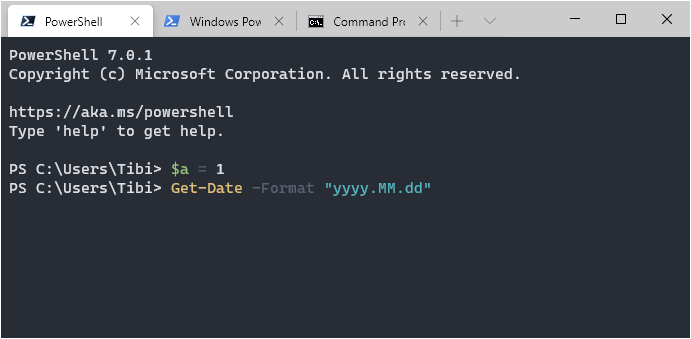 PowerShell
Windows Pow
Command Pro
PowerShell 7.0.1
Copyright (c) Microsoft Corporation. All rights reserved.
https://aka.ms/powershell
Type 'help' to get help.
PS C:\Users\Tibi> $a = 1
PS C:\Users\Tibi> Get-Date -Format "yyyy.MM.dd"